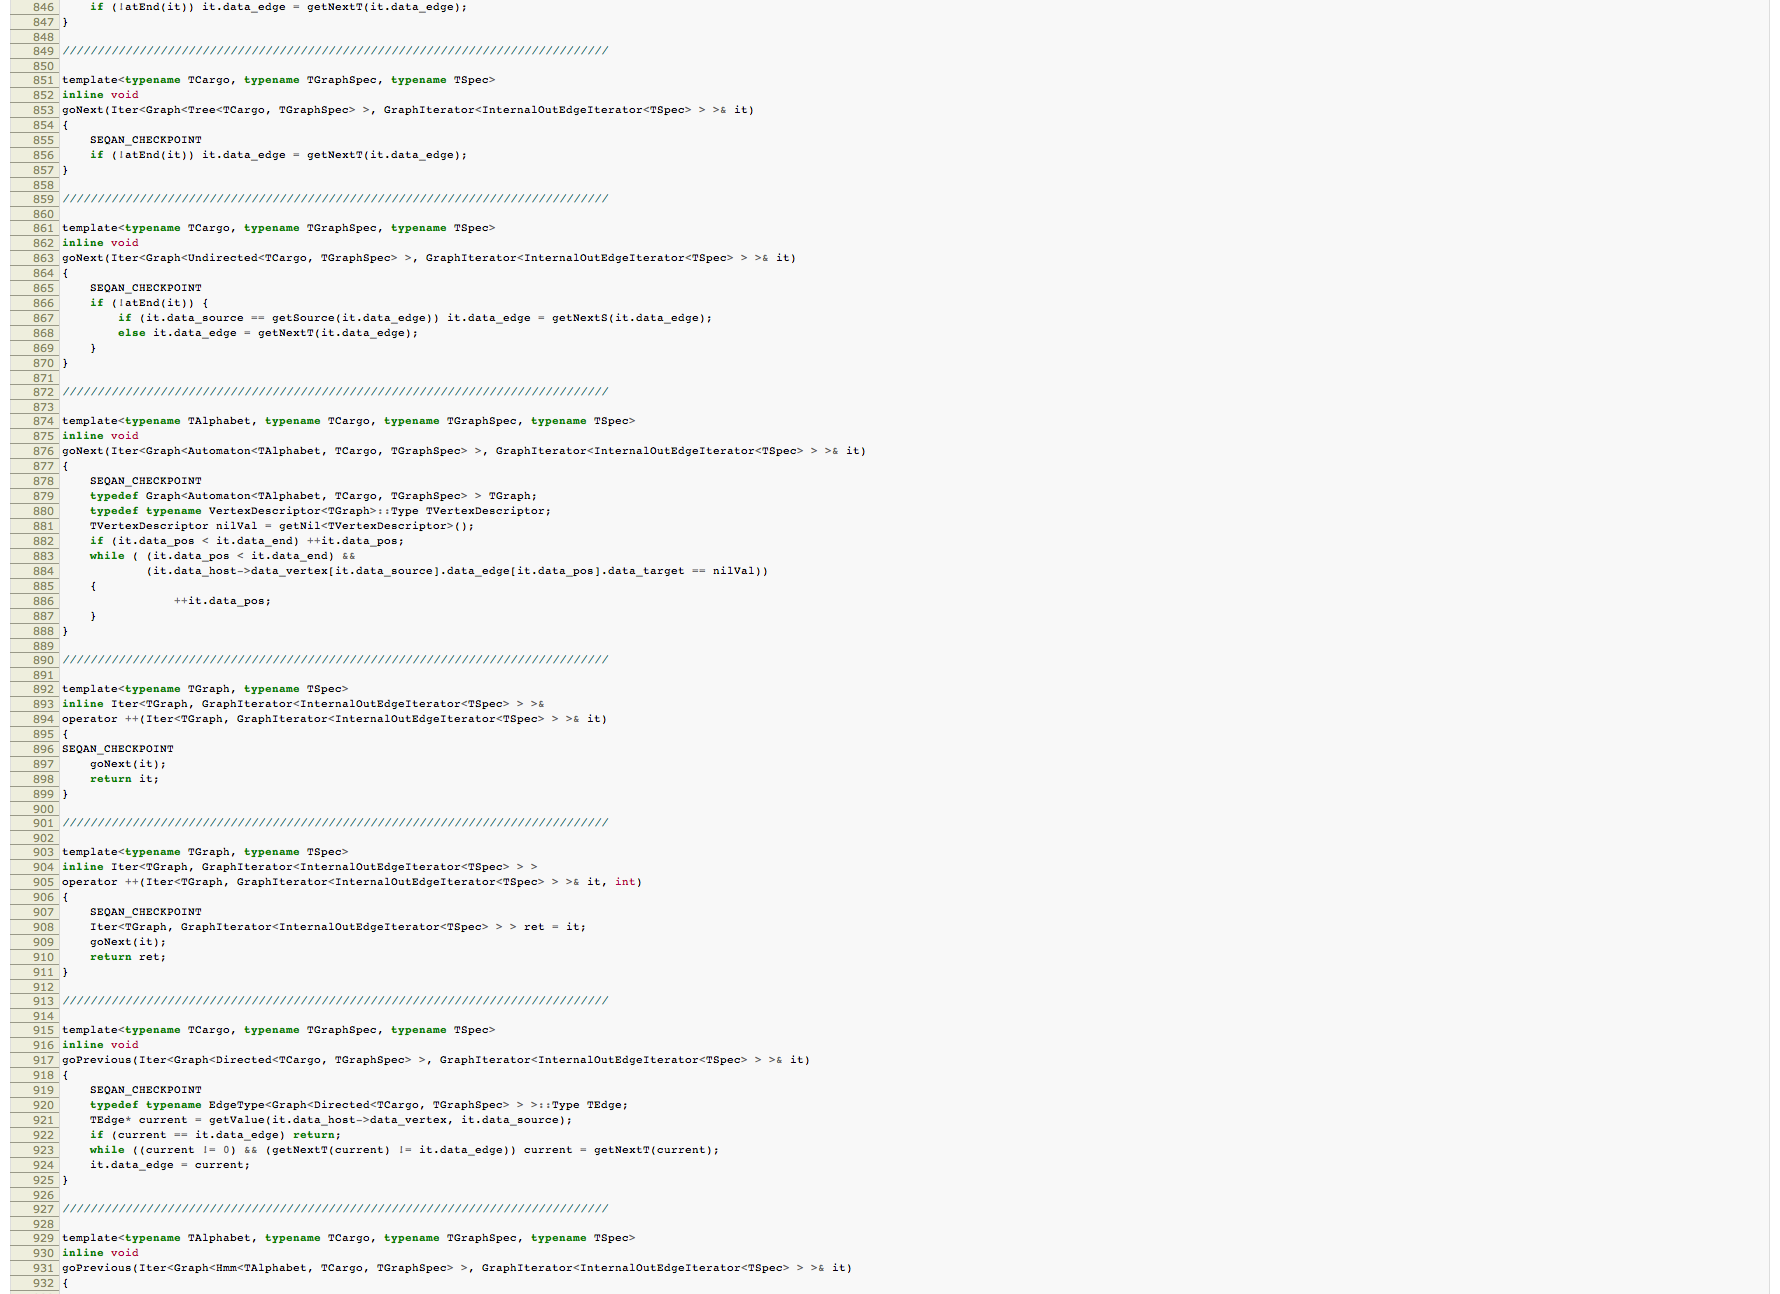 846 if (!atEnd(it)) it.data_edge = getNextT(it.data_edge);
847 }
848
849 //////////////////////////////////////////////////////////////////////////////
850
851 template<typename TCargo, typename TGraphSpec, typename TSpec>
852 inline void
853 goNext(Iter<Graph<Tree<TCargo, TGraphSpec> >, GraphIterator<InternalOutEdgeIterator<TSpec> > >& it)
854 {
855 SEQAN_CHECKPOINT
856 if (!atEnd(it)) it.data_edge = getNextT(it.data_edge);
857 }
858
859 //////////////////////////////////////////////////////////////////////////////
860
861 template<typename TCargo, typename TGraphSpec, typename TSpec>
862 inline void
863 goNext(Iter<Graph<Undirected<TCargo, TGraphSpec> >, GraphIterator<InternalOutEdgeIterator<TSpec> > >& it)
864 {
865 SEQAN_CHECKPOINT
866 if (!atEnd(it)) {
867 if (it.data_source == getSource(it.data_edge)) it.data_edge = getNextS(it.data_edge);
868 else it.data_edge = getNextT(it.data_edge);
869 }
870 }
871
872 //////////////////////////////////////////////////////////////////////////////
873
874 template<typename TAlphabet, typename TCargo, typename TGraphSpec, typename TSpec>
875 inline void
876 goNext(Iter<Graph<Automaton<TAlphabet, TCargo, TGraphSpec> >, GraphIterator<InternalOutEdgeIterator<TSpec> > >& it)
877 {
878 SEQAN_CHECKPOINT
879 typedef Graph<Automaton<TAlphabet, TCargo, TGraphSpec> > TGraph;
880 typedef typename VertexDescriptor<TGraph>::Type TVertexDescriptor;
881 TVertexDescriptor nilVal = getNil<TVertexDescriptor>();
882 if (it.data_pos < it.data_end) ++it.data_pos;
883 while ( (it.data_pos < it.data_end) &&
884 (it.data_host->data_vertex[it.data_source].data_edge[it.data_pos].data_target == nilVal))
885 {
886 ++it.data_pos;
887 }
888 }
889
890 //////////////////////////////////////////////////////////////////////////////
891
892 template<typename TGraph, typename TSpec>
893 inline Iter<TGraph, GraphIterator<InternalOutEdgeIterator<TSpec> > >&
894 operator ++(Iter<TGraph, GraphIterator<InternalOutEdgeIterator<TSpec> > >& it)
895 {
896 SEQAN_CHECKPOINT
897 goNext(it);
898 return it;
899 }
900
901 //////////////////////////////////////////////////////////////////////////////
902
903 template<typename TGraph, typename TSpec>
904 inline Iter<TGraph, GraphIterator<InternalOutEdgeIterator<TSpec> > >
905 operator ++(Iter<TGraph, GraphIterator<InternalOutEdgeIterator<TSpec> > >& it, int)
906 {
907 SEQAN_CHECKPOINT
908 Iter<TGraph, GraphIterator<InternalOutEdgeIterator<TSpec> > > ret = it;
909 goNext(it);
910 return ret;
911 }
912
913 //////////////////////////////////////////////////////////////////////////////
914
915 template<typename TCargo, typename TGraphSpec, typename TSpec>
916 inline void
917 goPrevious(Iter<Graph<Directed<TCargo, TGraphSpec> >, GraphIterator<InternalOutEdgeIterator<TSpec> > >& it)
918 {
919 SEQAN_CHECKPOINT
920 typedef typename EdgeType<Graph<Directed<TCargo, TGraphSpec> > >::Type TEdge;
921 TEdge* current = getValue(it.data_host->data_vertex, it.data_source);
922 if (current == it.data_edge) return;
923 while ((current != 0) && (getNextT(current) != it.data_edge)) current = getNextT(current);
924 it.data_edge = current;
925 }
926
927 //////////////////////////////////////////////////////////////////////////////
928
929 template<typename TAlphabet, typename TCargo, typename TGraphSpec, typename TSpec>
930 inline void
931 goPrevious(Iter<Graph<Hmm<TAlphabet, TCargo, TGraphSpec> >, GraphIterator<InternalOutEdgeIterator<TSpec> > >& it)
932 {